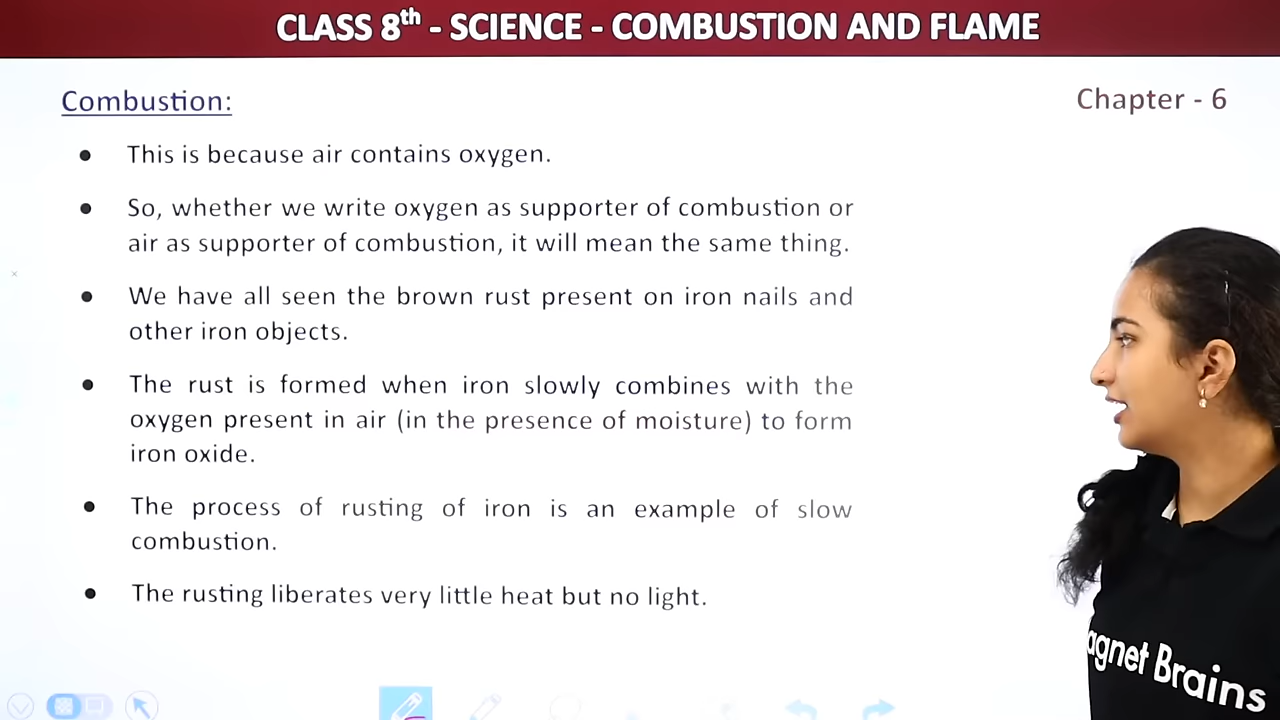 CLASS 8th - SCIENCE - COMBUSTION AND FLAME
Combustion:
Chapter - 6
• This is because air contains oxygen.
• So, whether we write oxygen as supporter of combustion or
air as supporter of combustion, it will mean the same thing.
• We have all seen the brown rust present on iron nails and
other iron objects.
• The rust is formed when iron slowly combines with the
oxygen present in air (in the presence of moisture) to form
iron oxide.
• The process of rusting of iron is an example of slow
combustion.
• The rusting liberates very little heat but no light.
agnet Brains